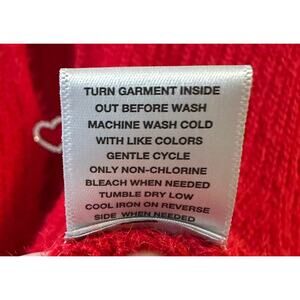 TURN GARMENT INSIDE
OUT BEFORE WASH
MACHINE WASH COLD
WITH LIKE COLORS
GENTLE CYCLE
ONLY NON-CHLORINE
BLEACH WHEN NEEDED
TUMBLE DRY LOW
COOL IRON ON REVERSE
SIDE WHEN NEEDED